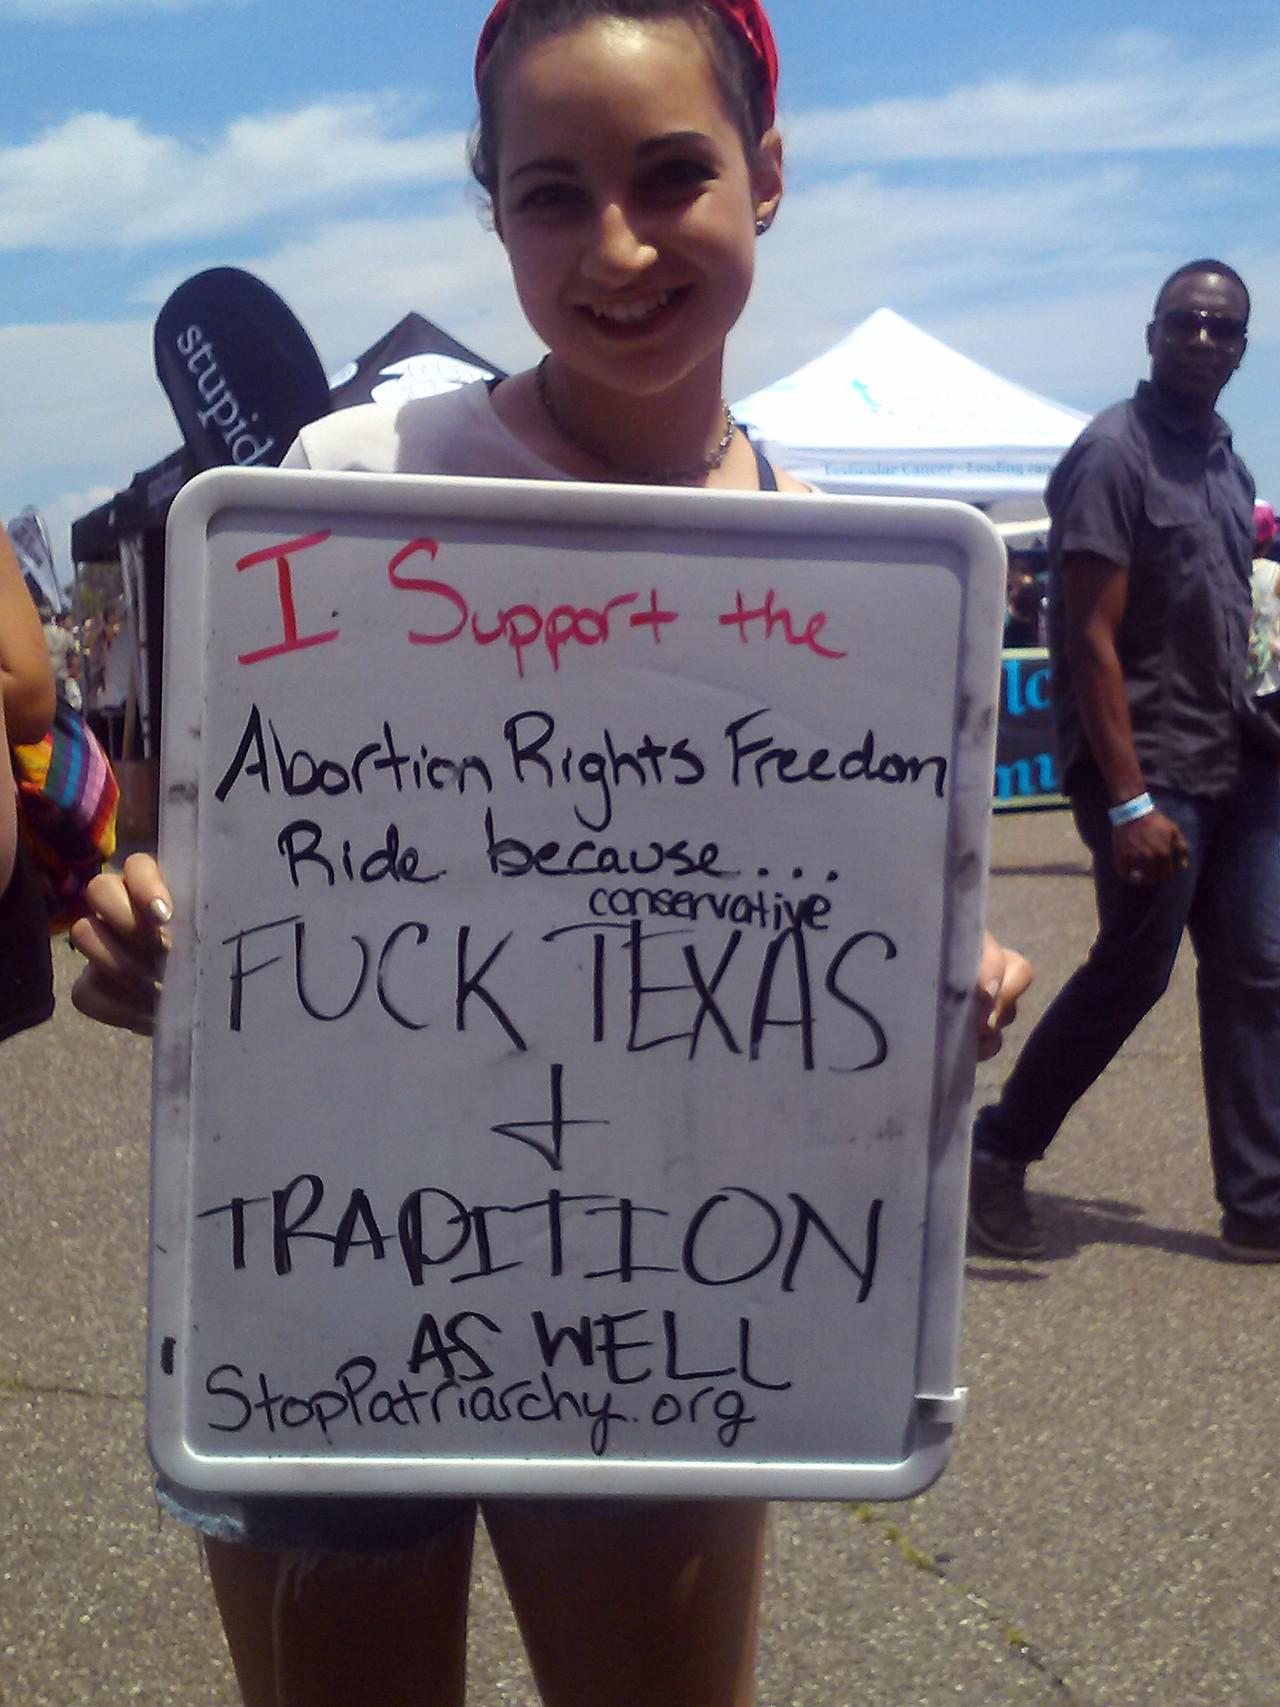 stupid
Testicular Cancer - Leading
I Support the
Abortion Rights Freedom
Ride because...
conservative
FUCK TEXAS
+
TRADITION
AS WELL
StopPatriarchy.org